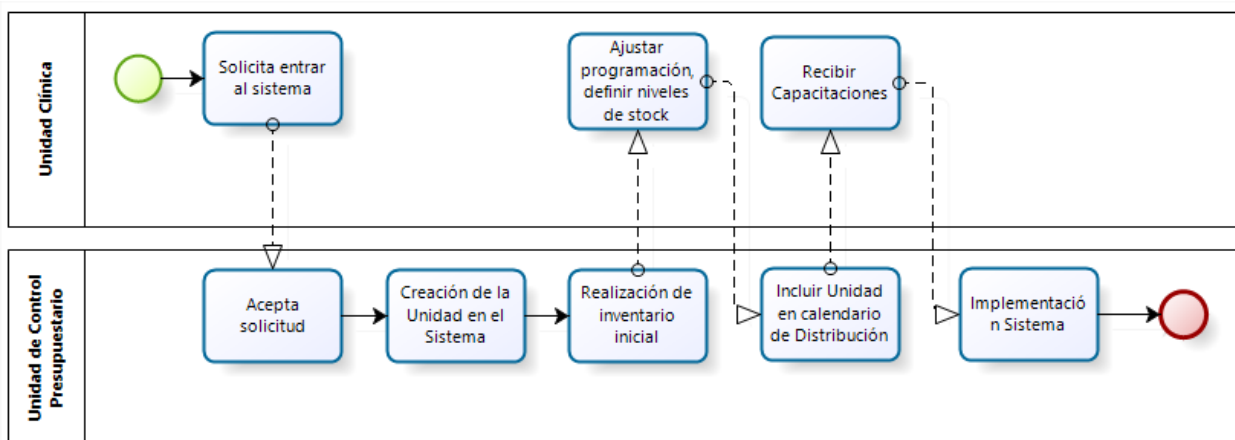 Unidad Clínica
Solicita entrar
al sistema
Ajustar
programación,
definir niveles
de stock
Recibir
Capacitaciones
Unidad de Control
Presupuestario
Acepta
solicitud
Creación de la
Unidad en el
Sistema
Realización de
inventario
inicial
Incluir Unidad
en calendario
de Distribución
Implementació
n Sistema